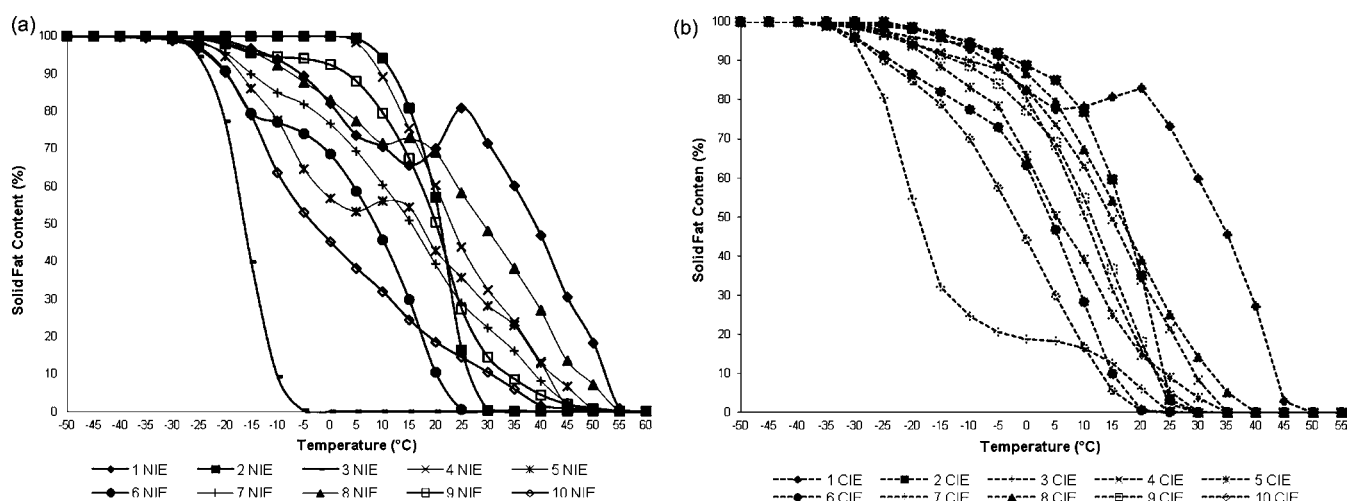 (a)
Solid Fat Content (%)
100
90
80
70
60
50
40
30
20
10
0
-50 -45 -40 -35 -30 -25 -20 -15 -10 -5 0 5 10 15 20 25 30 35 40 45 50 55 60
Temperature (°C)
1 NIE 2 NIE 3 NIE 4 NIE 5 NIE
6 NIE 7 NIE 8 NIE 9 NIE 10 NIE
(b)
Solid Fat Conten (%)
100
90
80
70
60
50
40
30
20
10
0
-50 -45 -40 -35 -30 -25 -20 -15 -10 -5 0 5 10 15 20 25 30 35 40 45 50 55
Temperature (°C)
1 CIE 2 CIE 3 CIE 4 CIE 5 CIE
6 CIE 7 CIE 8 CIE 9 CIE 10 CIE